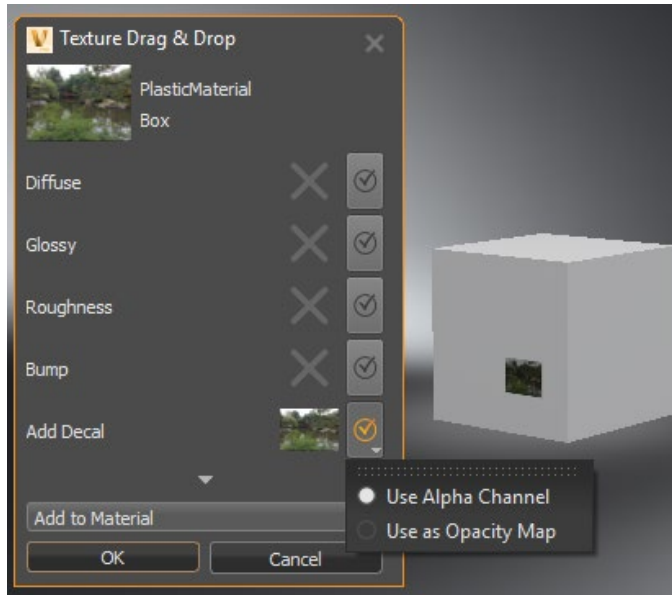 Texture Drag & Drop
PlasticMaterial
Box
Diffuse
Glossy
Roughness
Bump
Add Decal
Use Alpha Channel
Use as Opacity Map
Add to Material
OK
Cancel